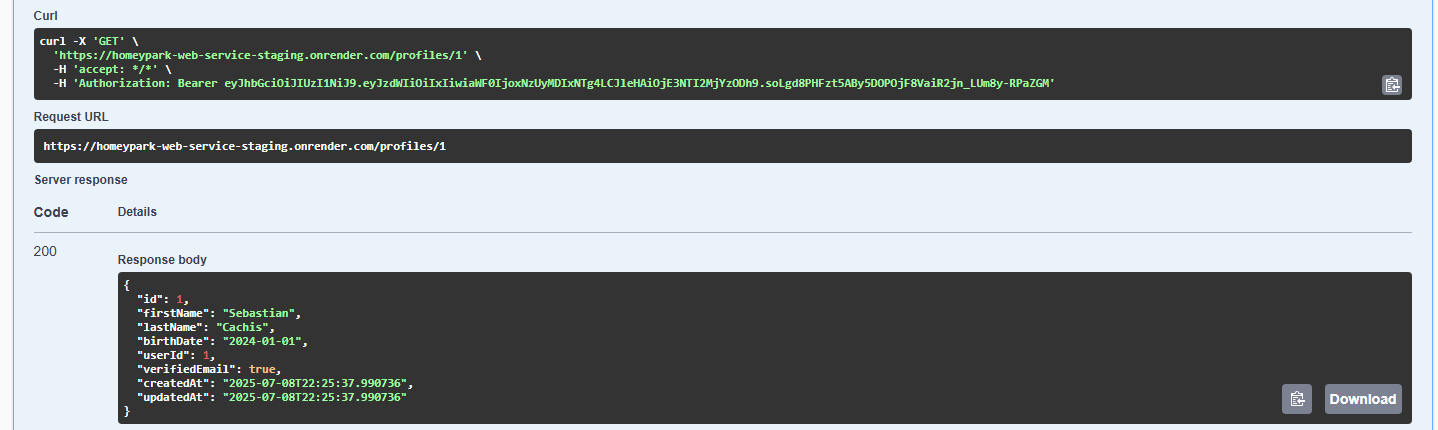 Curl
curl -X 'GET' \
  'https://homeypark-web-service-staging.onrender.com/profiles/1' \
  -H 'accept: */*' \
  -H 'Authorization: Bearer eyJhbGciOiJIUzI1NiJ9.eyJzdWIiOiIxIiwiaWF0IjoxNzUyMDIxNTg4LCJleHAiOjE3NTI2MjYzODh9.soLgd8PHFzt5ABy5DOPOjF8VaiR2jn_LUm8y-RPaZGM'
Request URL
https://homeypark-web-service-staging.onrender.com/profiles/1
Server response
Code Details
200
Response body
{
  "id": 1,
  "firstName": "Sebastian",
  "lastName": "Cachis",
  "birthDate": "2024-01-01",
  "userId": 1,
  "verifiedEmail": true,
  "createdAt": "2025-07-08T22:25:37.990736",
  "updatedAt": "2025-07-08T22:25:37.990736"
}
Download